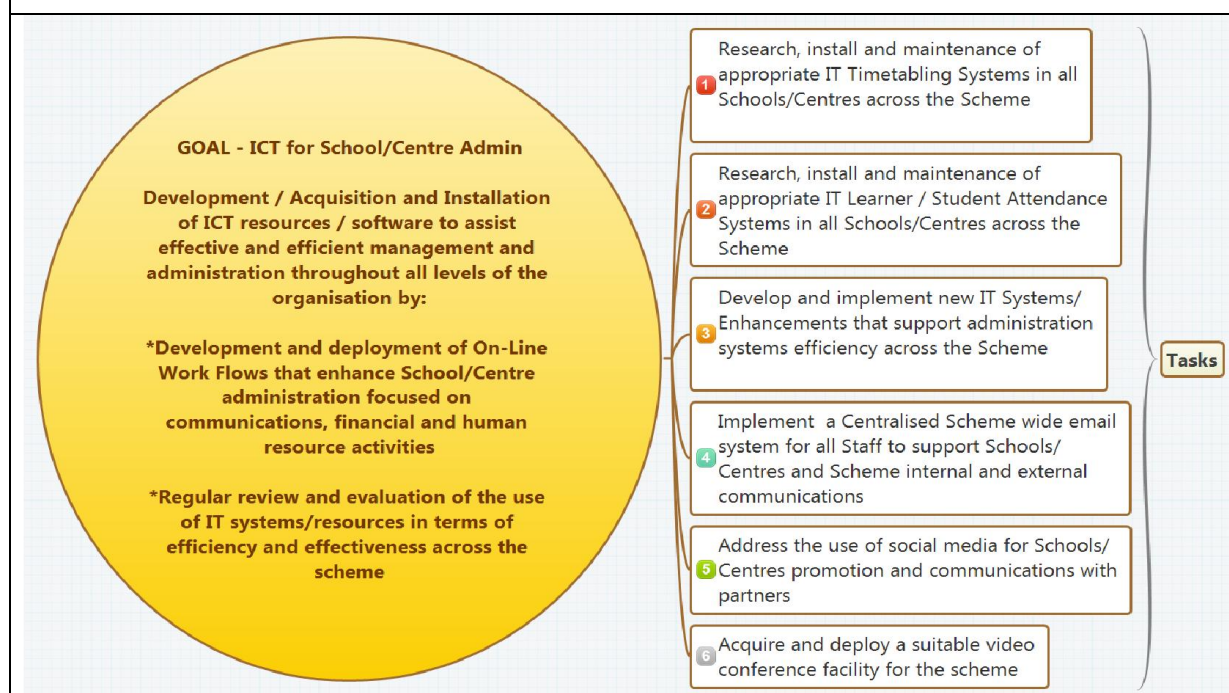 GOAL - ICT for School/Centre Admin
Development / Acquisition and Installation
of ICT resources / software to assist
effective and efficient management and
administration throughout all levels of the
organisation by:
*Development and deployment of On-Line
Work Flows that enhance School/Centre
administration focused on
communications, financial and human
resource activities
*Regular review and evaluation of the use
of IT systems/resources in terms of
efficiency and effectiveness across the
scheme
1
Research, install and maintenance of
appropriate IT Timetabling Systems in all
Schools/Centres across the Scheme
2
Research, install and maintenance of
appropriate IT Learner / Student Attendance
Systems in all Schools/Centres across the
Scheme
3
Develop and implement new IT Systems/
Enhancements that support administration
systems efficiency across the Scheme
4
Implement a Centralised Scheme wide email
system for all Staff to support Schools/
Centres and Scheme internal and external
communications
5
Address the use of social media for Schools/
Centres promotion and communications with
partners
6
Acquire and deploy a suitable video
conference facility for the scheme
Tasks